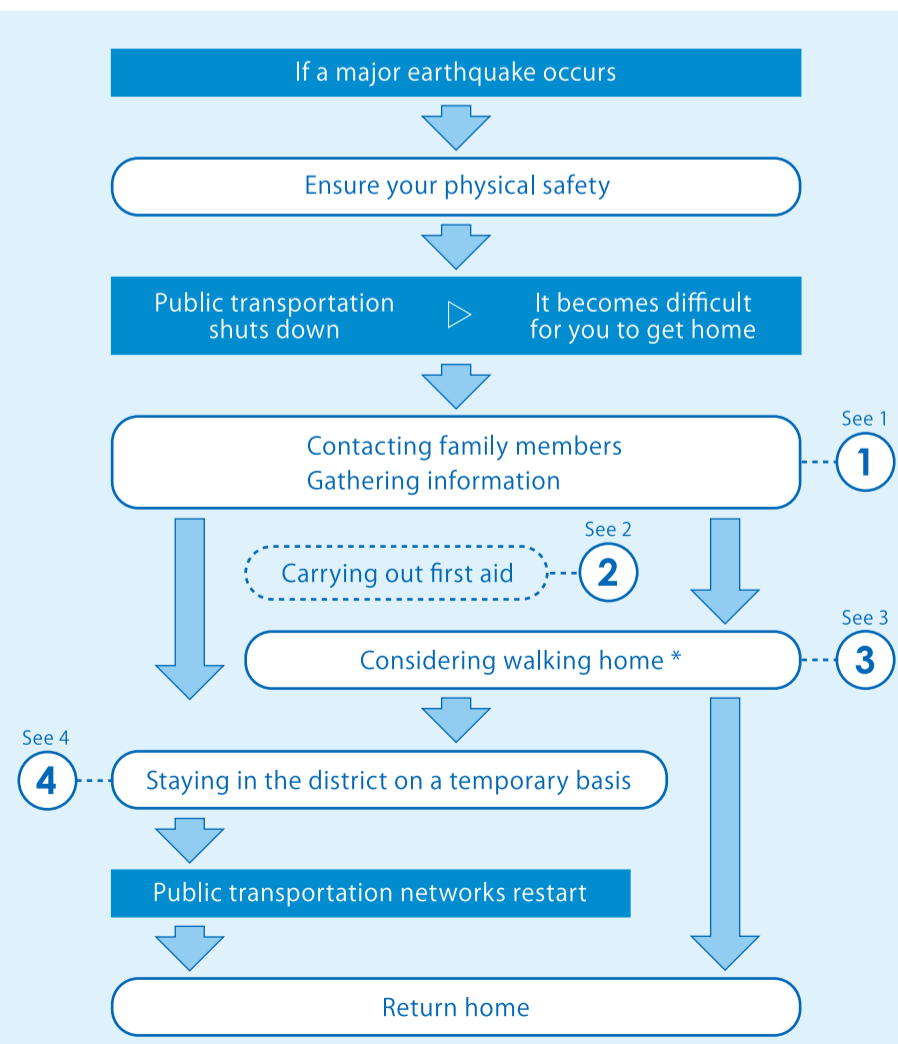 If a major earthquake occurs
Ensure your physical safety
Public transportation
shuts down
It becomes difficult
for you to get home
See 1
Contacting family members
Gathering information
1
See 2
Carrying out first aid
2
See 3
Considering walking home *
3
See 4
4
Staying in the district on a temporary basis
Public transportation networks restart
Return home